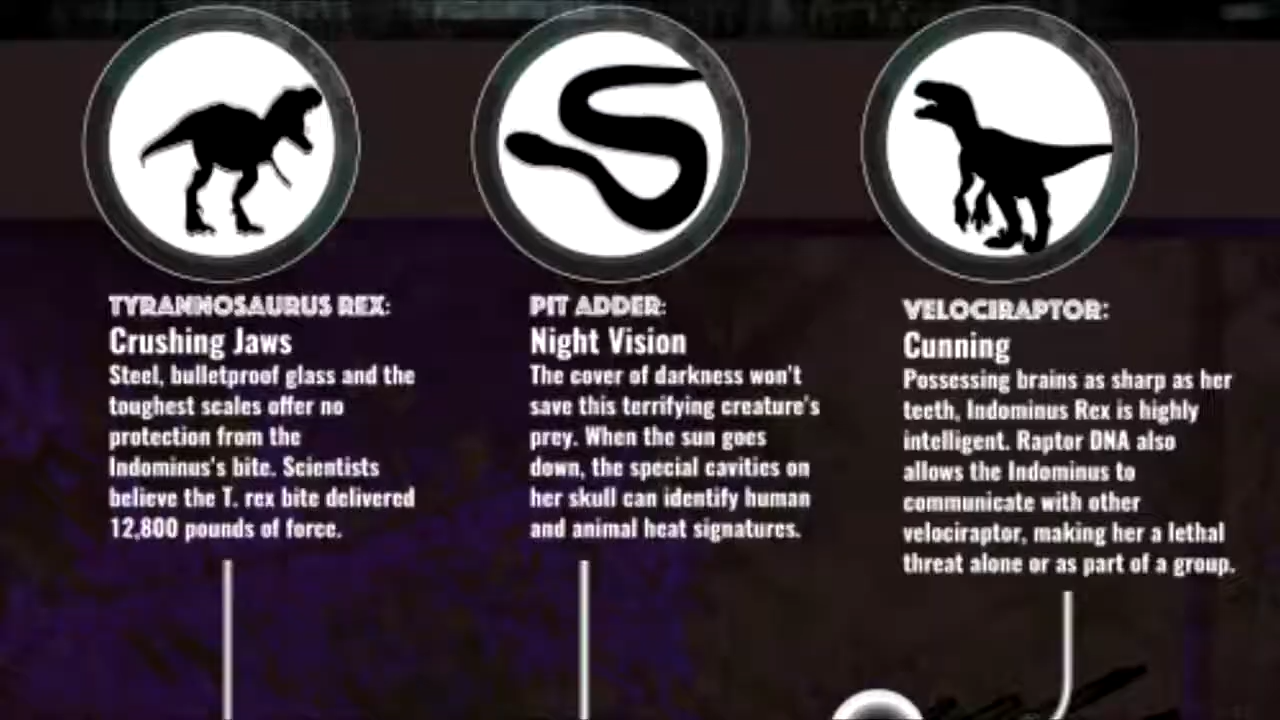 TYRANNOSAURUS REX:
Crushing Jaws
Steel, bulletproof glass and the
toughest scales offer no
protection from the
Indominus's bite. Scientists
believe the T. rex bite delivered
12,800 pounds of force.
PIT ADDER:
Night Vision
The cover of darkness won't
save this terrifying creature's
prey. When the sun goes
down, the special cavities on
her skull can identify human
and animal heat signatures.
VELOCIRAPTOR:
Cunning
Possessing brains as sharp as her
teeth, Indominus Rex is highly
intelligent. Raptor DNA also
allows the Indominus to
communicate with other
velociraptor, making her a lethal
threat alone or as part of a group.